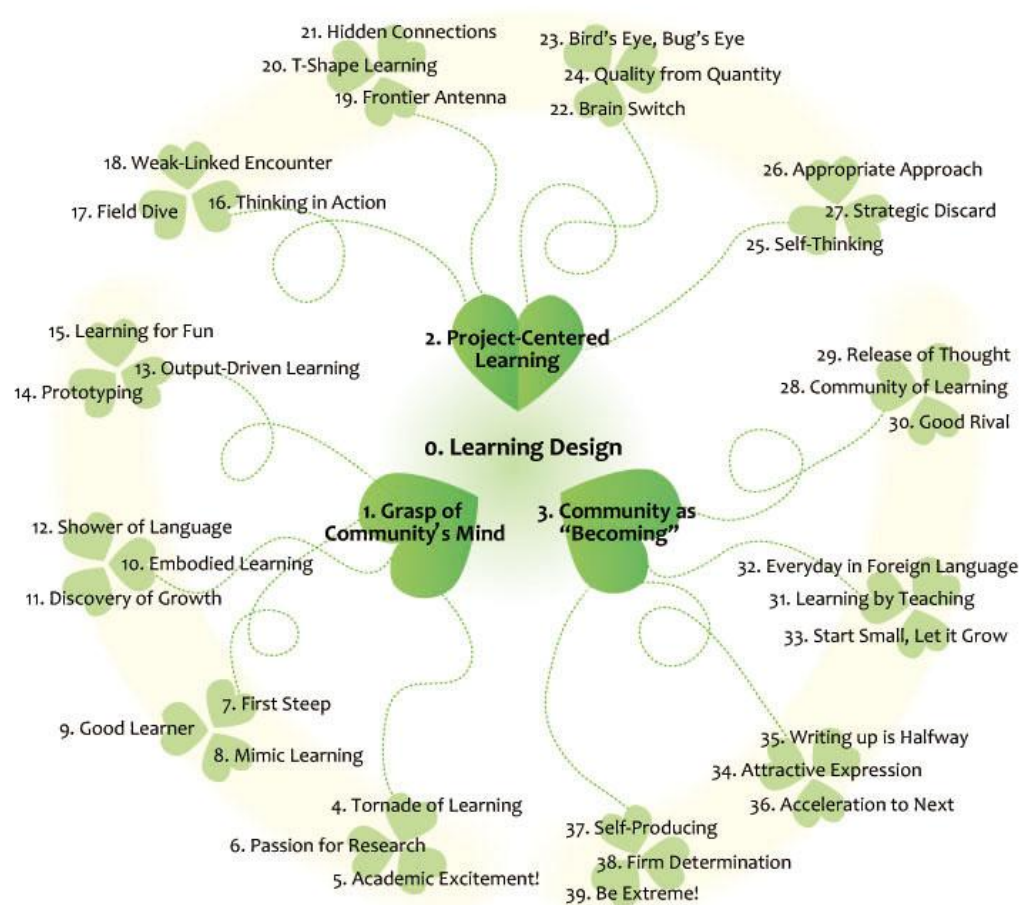 21. Hidden Connections
20. T-Shape Learning
19. Frontier Antenna
23. Bird's Eye, Bug's Eye
24. Quality from Quantity
22. Brain Switch
18. Weak-Linked Encounter
17. Field Dive
16. Thinking in Action
26. Appropriate Approach
27. Strategic Discard
25. Self-Thinking
2. Project-Centered
Learning
15. Learning for Fun
13. Output-Driven Learning
14. Prototyping
29. Release of Thought
28. Community of Learning
30. Good Rival
0. Learning Design
1. Grasp of
Community's Mind
3. Community as
“Becoming”
12. Shower of Language
10. Embodied Learning
11. Discovery of Growth
32. Everyday in Foreign Language
31. Learning by Teaching
33. Start Small, Let it Grow
7. First Steep
9. Good Learner
8. Mimic Learning
35. Writing up is Halfway
34. Attractive Expression
36. Acceleration to Next
4. Tornade of Learning
6. Passion for Research
5. Academic Excitement!
37. Self-Producing
38. Firm Determination
39. Be Extreme!